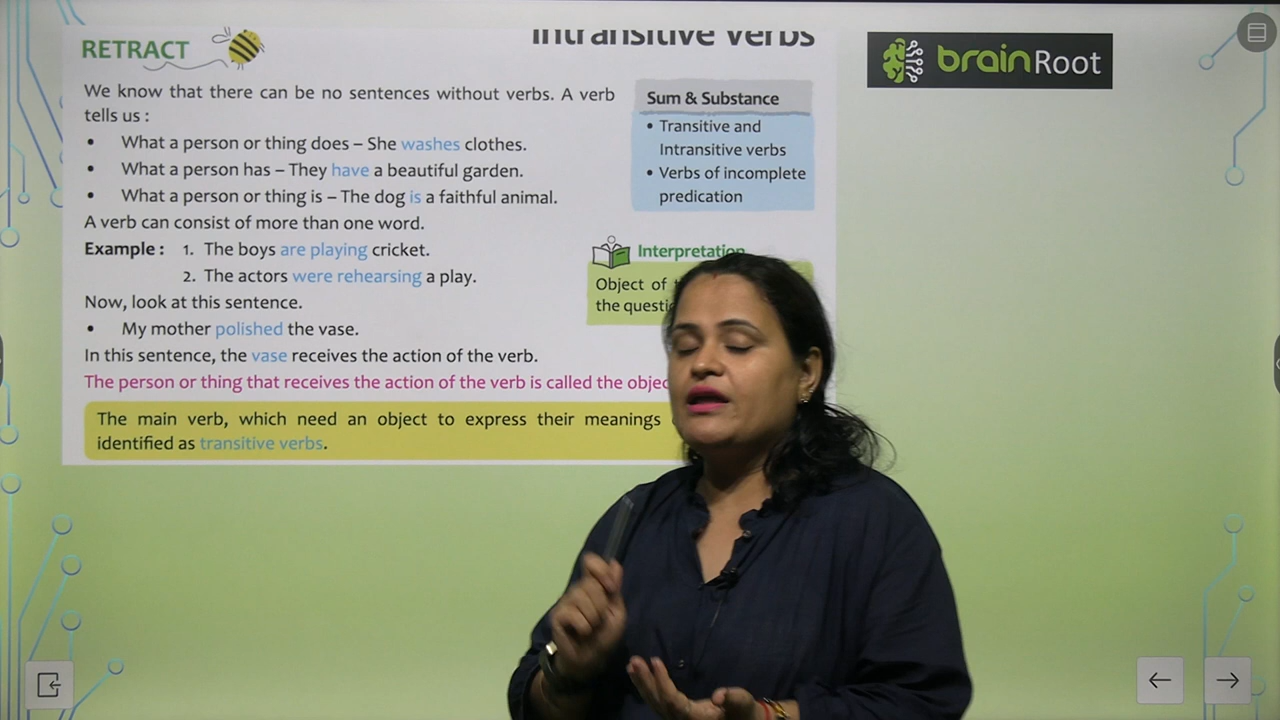 Intransitive Verbs
RETRACT
brainRoot
We know that there can be no sentences without verbs. A verb
tells us :
• What a person or thing does – She washes clothes.
• What a person has – They have a beautiful garden.
• What a person or thing is – The dog is a faithful animal.
A verb can consist of more than one word.
Example : 1. The boys are playing cricket.
2. The actors were rehearsing a play.
Now, look at this sentence.
• My mother polished the vase.
In this sentence, the vase receives the action of the verb.
The person or thing that receives the action of the verb is called the
The main verb, which need an object to express their meanings
identified as transitive verbs.
Sum & Substance
• Transitive and
Intransitive verbs
• Verbs of incomplete
predication
Interpretation
Object of
the